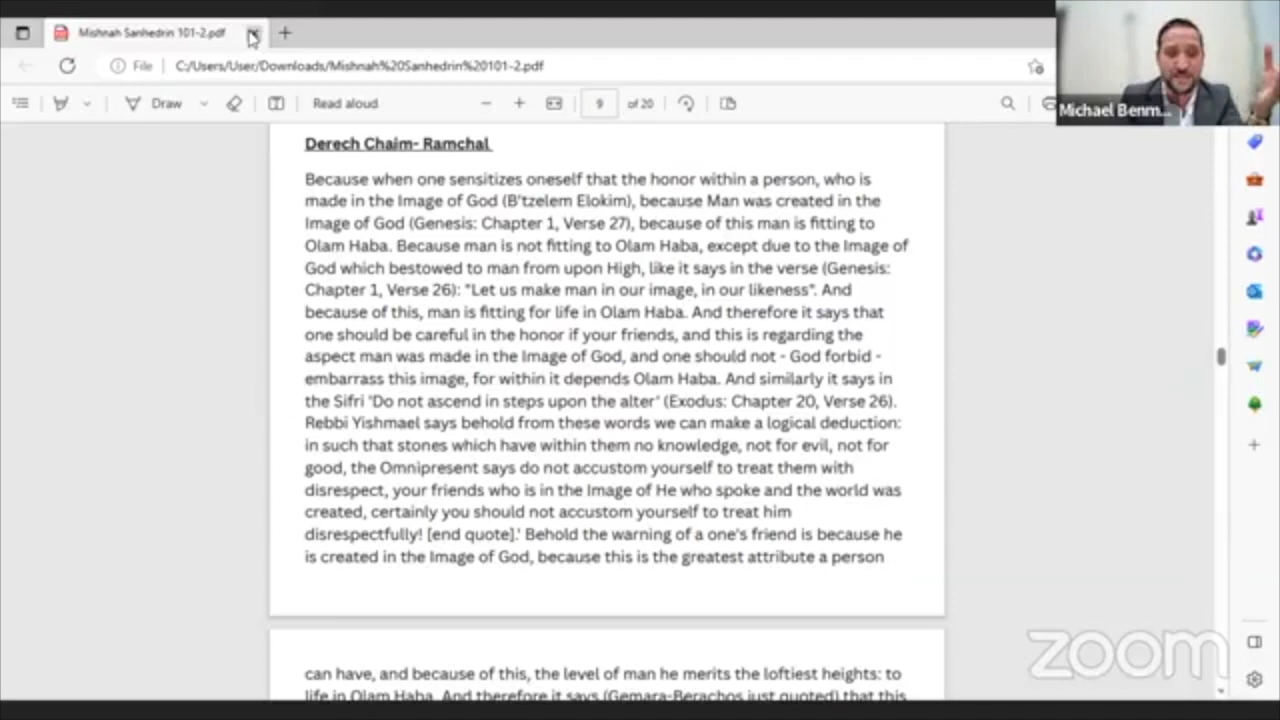 Mishnah Sanhedrin 101-2.pdf
File
C:/Users/User/Downloads/Mishnah%20Sanhedrin%20101-2.pdf
Draw
Read aloud
9
of 20
Michael Benm...
Derech Chaim- Ramchal
Because when one sensitizes oneself that the honor within a person, who is
made in the Image of God (B'tzelem Elokim), because Man was created in the
Image of God (Genesis: Chapter 1, Verse 27), because of this man is fitting to
Olam Haba. Because man is not fitting to Olam Haba, except due to the Image of
God which bestowed to man from upon High, like it says in the verse (Genesis:
Chapter 1, Verse 26): "Let us make man in our image, in our likeness". And
because of this, man is fitting for life in Olam Haba. And therefore it says that
one should be careful in the honor if your friends, and this is regarding the
aspect man was made in the Image of God, and one should not - God forbid -
embarrass this image, for within it depends Olam Haba. And similarly it says in
the Sifri 'Do not ascend in steps upon the alter' (Exodus: Chapter 20, Verse 26).
Rebbi Yishmael says behold from these words we can make a logical deduction:
in such that stones which have within them no knowledge, not for evil, not for
good, the Omnipresent says do not accustom yourself to treat them with
disrespect, your friends who is in the Image of He who spoke and the world was
created, certainly you should not accustom yourself to treat him
disrespectfully! [end quote].' Behold the warning of a one's friend is because he
is created in the Image of God, because this is the greatest attribute a person
can have, and because of this, the level of man he merits the loftiest heights: to
life in Olam Haba. And therefore it says (Gemara-Berachos just quoted) that this
zoom